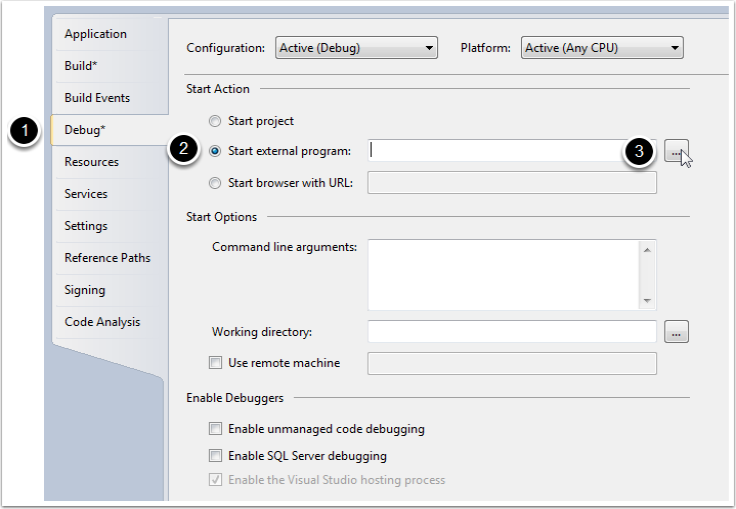 Application
Build*
Build Events
1
Debug*
Resources
Services
Settings
Reference Paths
Signing
Code Analysis
Configuration: Active (Debug) Platform: Active (Any CPU)
Start Action
Start project
2 Start external program: 3 ...
Start browser with URL:
Start Options
Command line arguments:
Working directory: ...
Use remote machine
Enable Debuggers
Enable unmanaged code debugging
Enable SQL Server debugging
Enable the Visual Studio hosting process